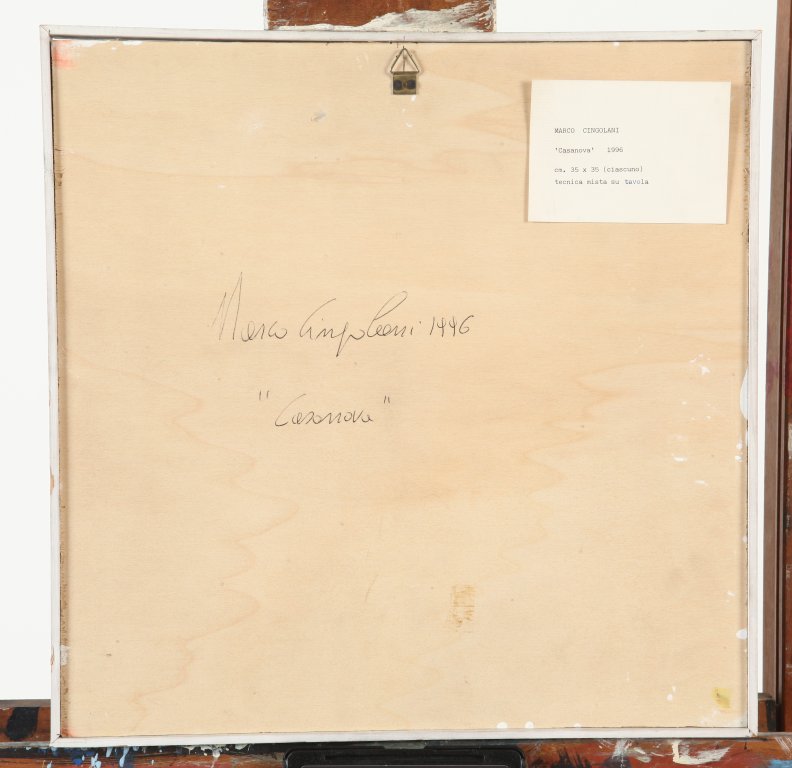 MARCO CINGOLANI
'Casanova' 1996
cm. 35 x 35 (ciascuno)
tecnica mista su tavola
Marco Cingolani 1996
"Casanova"